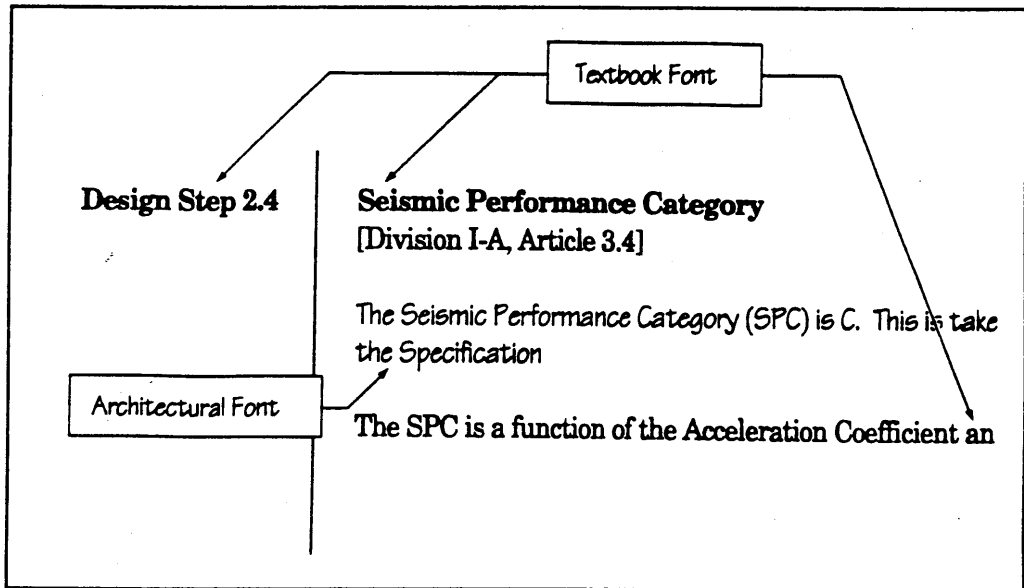 Textbook Font
Design Step 2.4
Seismic Performance Category
[Division I-A, Article 3.4]
The Seismic Performance Category (SPC) is C. This is take
the Specification
Architectural Font
The SPC is a function of the Acceleration Coefficient an